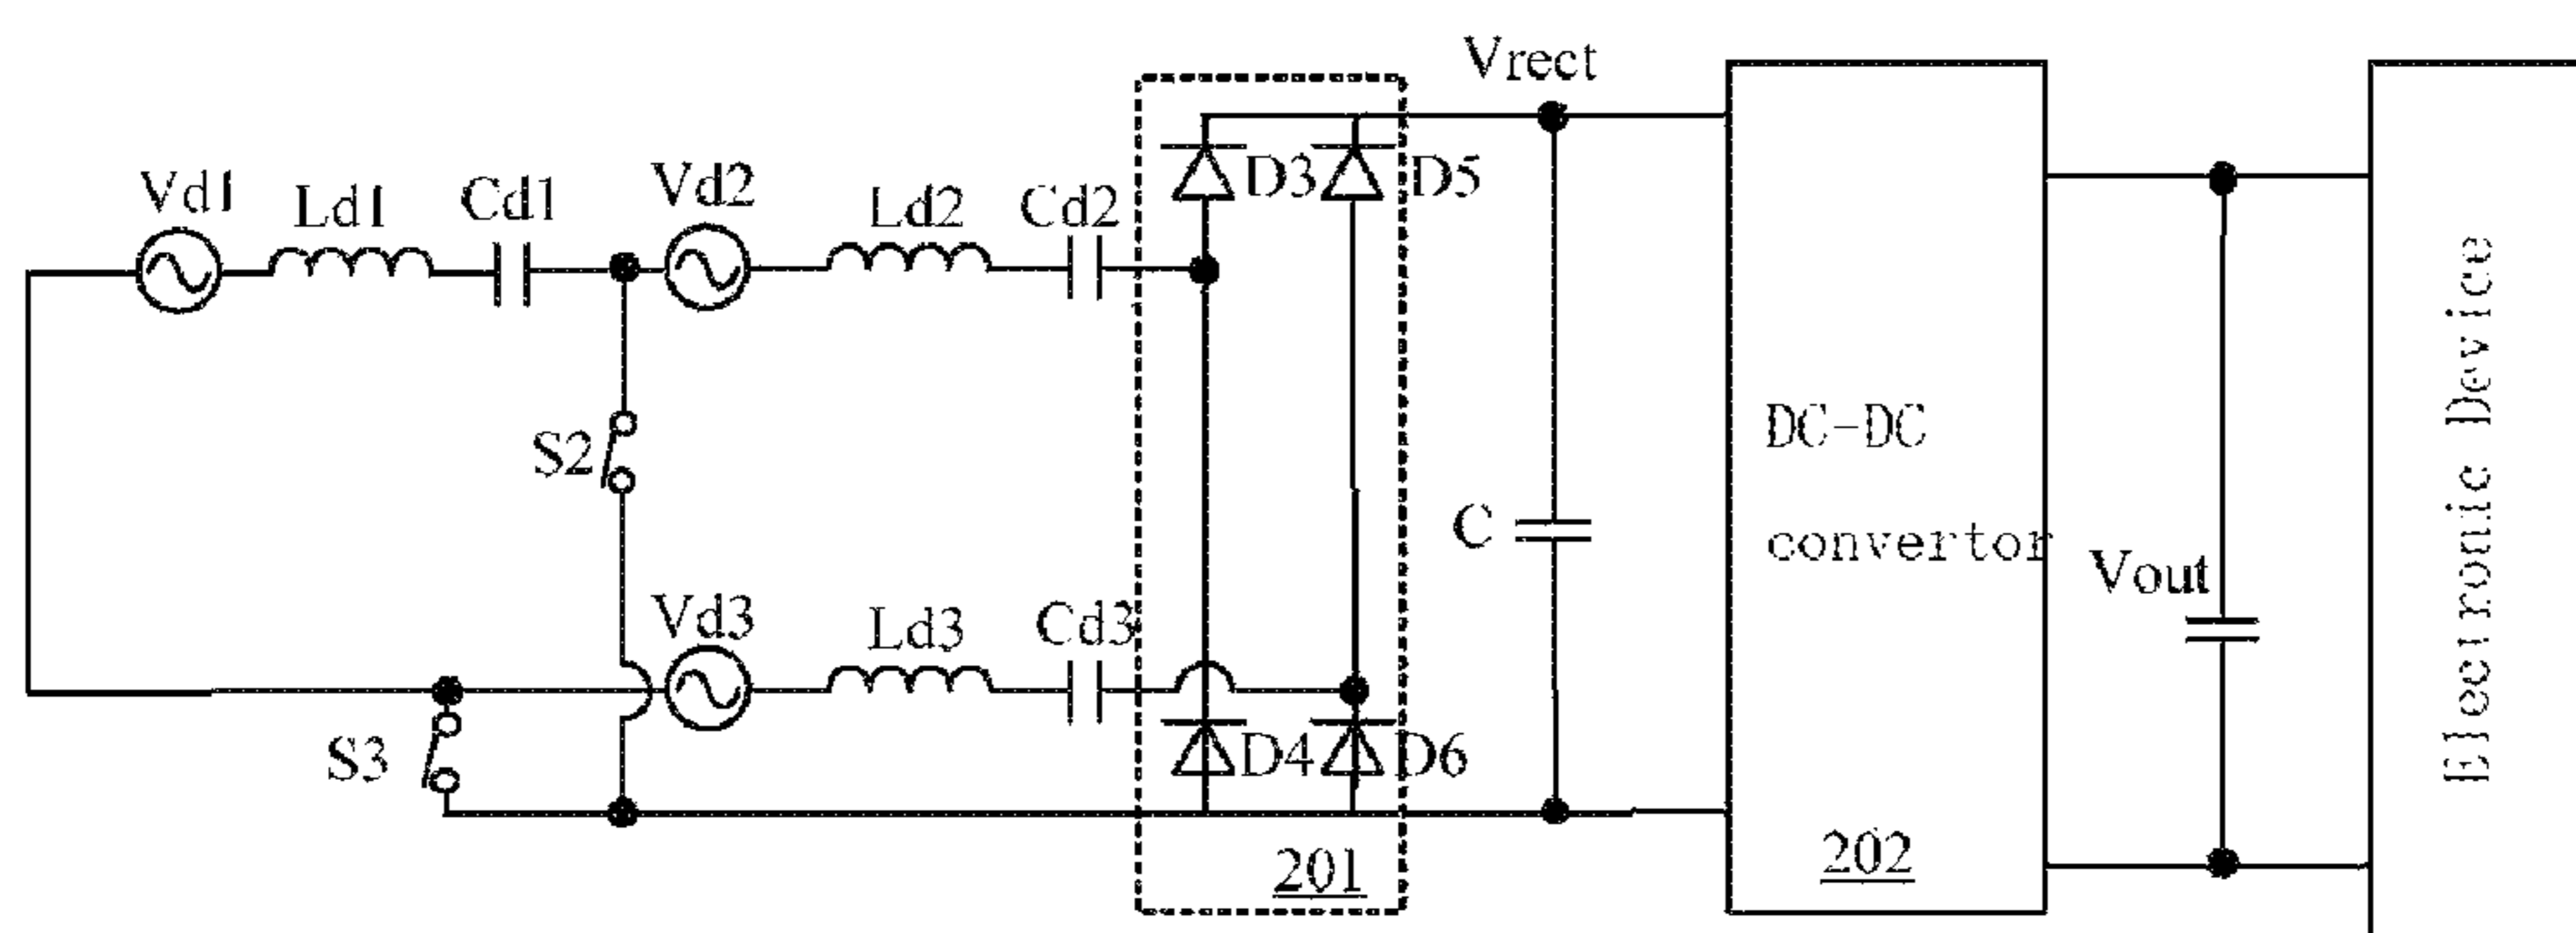 Vrect
Vd1
Ld1
Cd1
Vd2
Ld2
Cd2
D3
D5
S2
DC-DC
convertor
C
Vout
Electronic Device
Vd3
Ld3
Cd3
S3
D4
D6
201
202